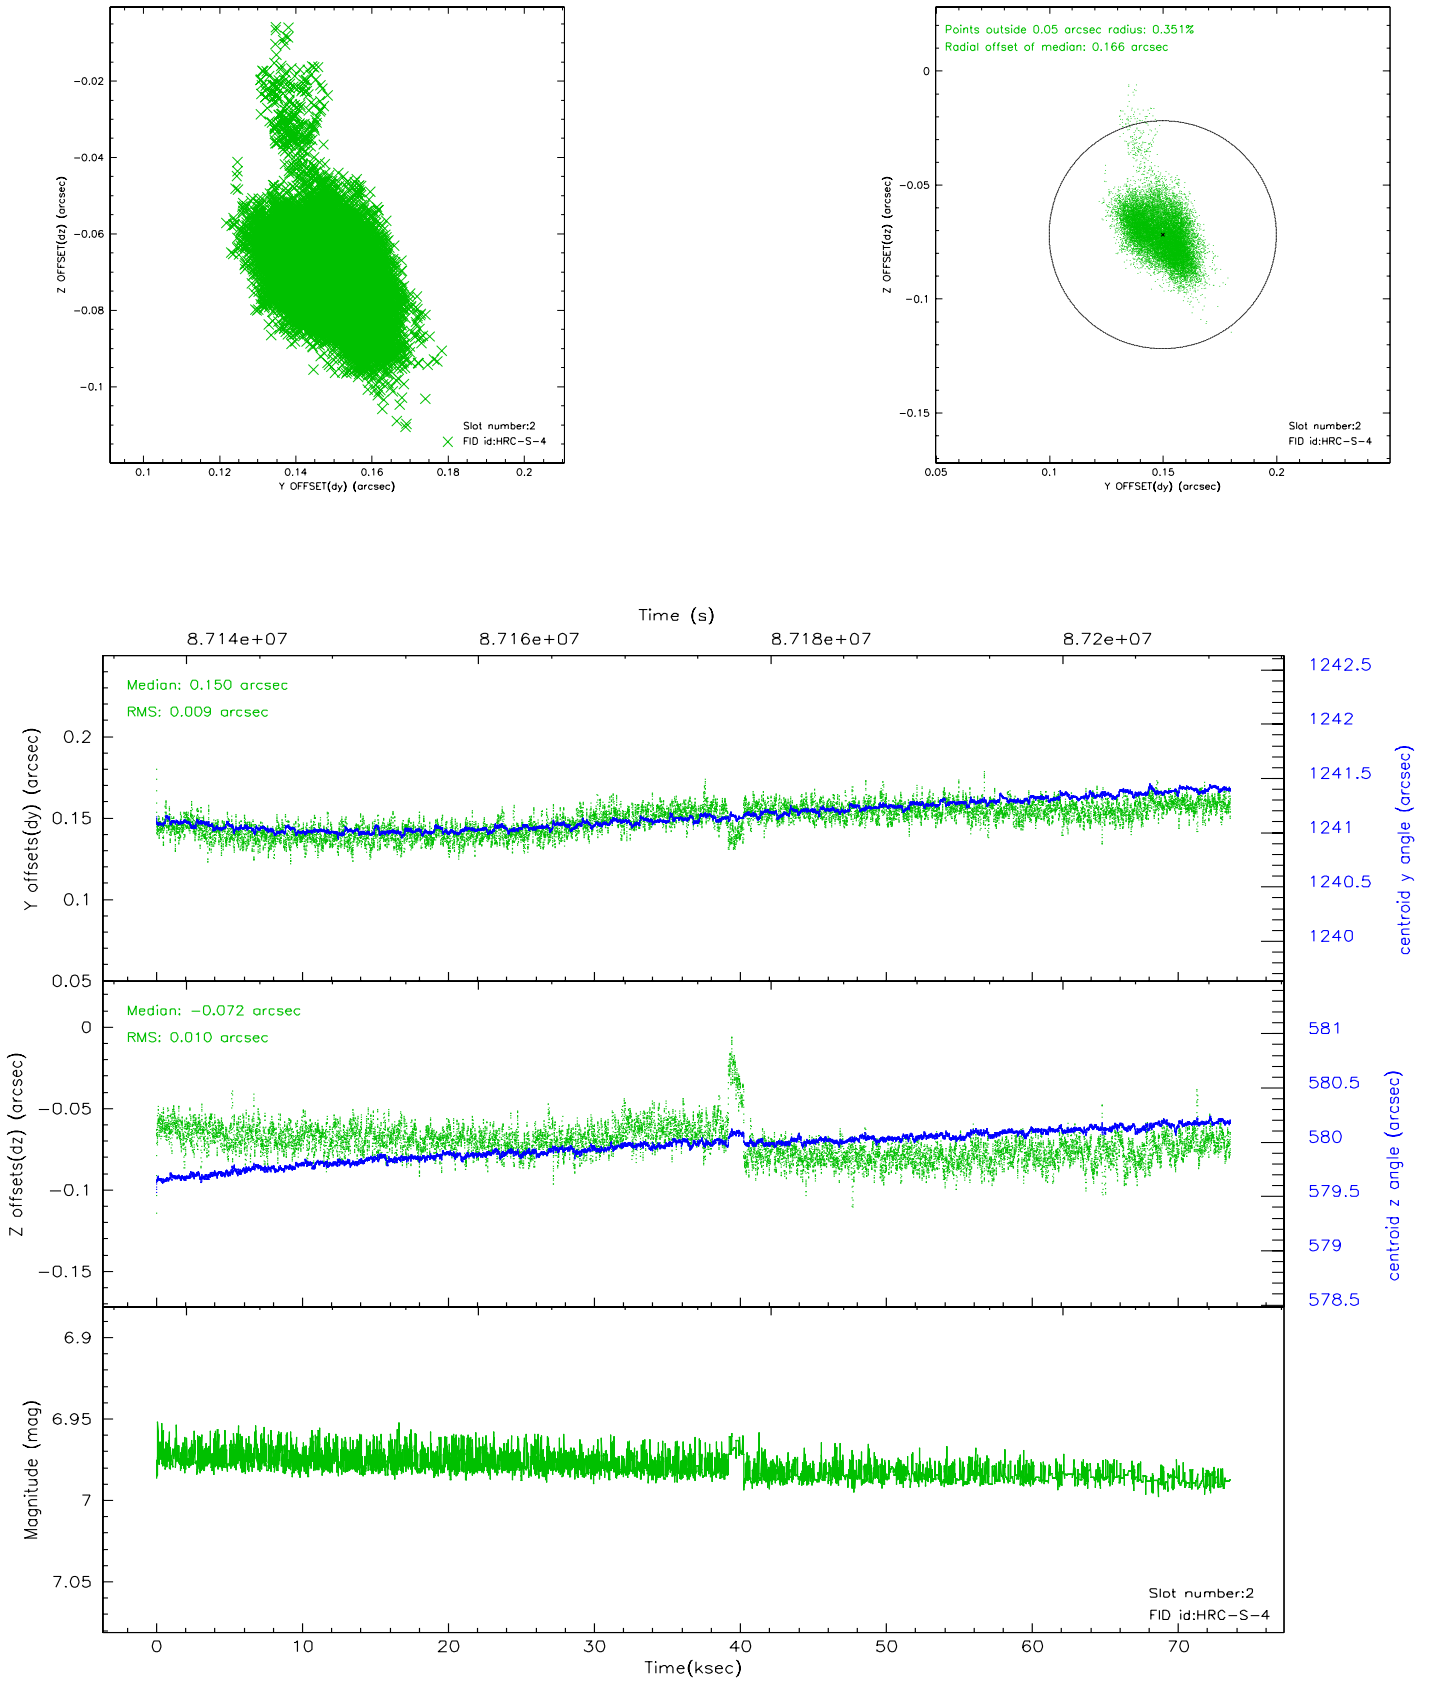 −0.02
−0.04
−0.06
−0.08
−0.1
Z OFFSET(dz) (arcsec)
Slot number:2
FID id:HRC−S−4
0.1 0.12 0.14 0.16 0.18 0.2
Y OFFSET(dy) (arcsec)
Points outside 0.05 arcsec radius: 0.351%
Radial offset of median: 0.166 arcsec
0
−0.05
−0.1
−0.15
Z OFFSET(dz) (arcsec)
Slot number:2
FID id:HRC−S−4
0.05 0.1 0.15 0.2
Y OFFSET(dy) (arcsec)
Time (s)
8.714e+07 8.716e+07 8.718e+07 8.72e+07
Median: 0.150 arcsec
RMS: 0.009 arcsec
0.2
0.15
0.1
0.05
Y offsets(dy) (arcsec)
1242.5
1242
1241.5
1241
1240.5
1240
centroid y angle (arcsec)
Median: −0.072 arcsec
RMS: 0.010 arcsec
0
−0.05
−0.1
−0.15
Z offsets(dz) (arcsec)
581
580.5
580
579.5
579
578.5
centroid z angle (arcsec)
6.9
6.95
7
7.05
Magnitude (mag)
Slot number:2
FID id:HRC−S−4
0 10 20 30 40 50 60 70
Time(ksec)